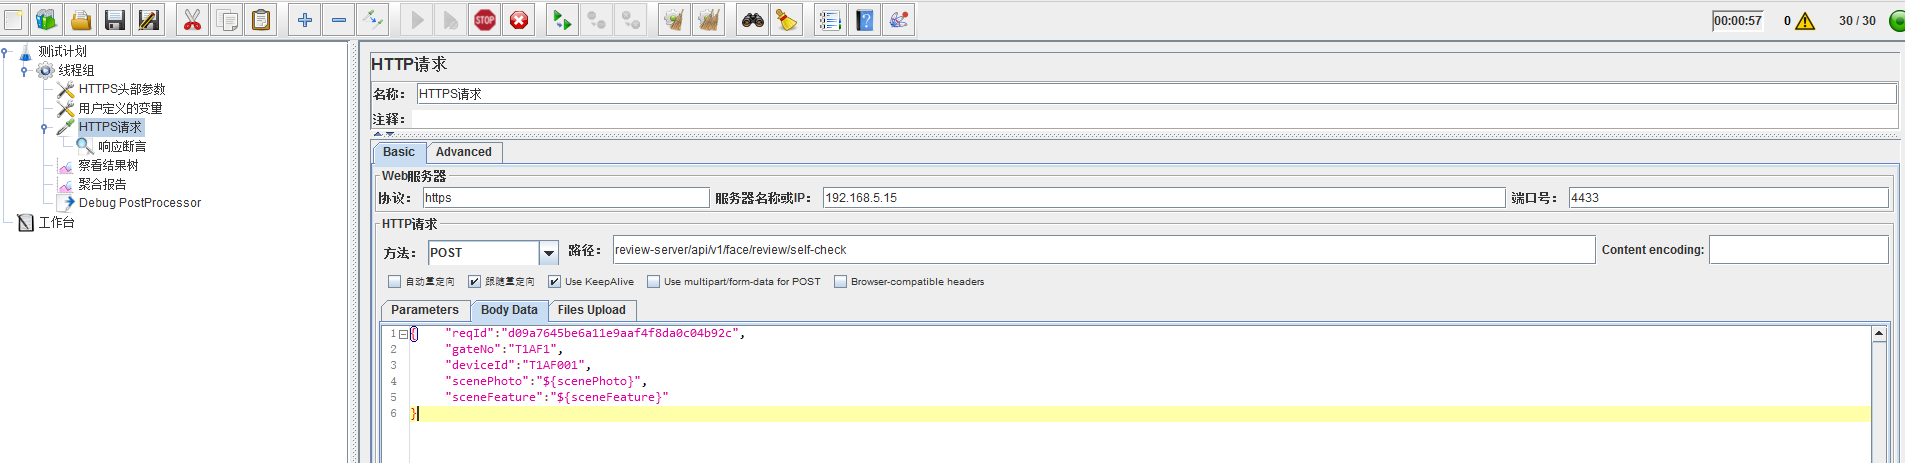 STOP
00:00:57 0 30 / 30
测试计划
线程组
HTTPS头部参数
用户定义的变量
HTTPS请求
响应断言
察看结果树
聚合报告
Debug PostProcessor
工作台
HTTP请求
名称： HTTPS请求
注释：
Basic Advanced
Web服务器
协议： https 服务器名称或IP： 192.168.5.15 端口号： 4433
HTTP请求
方法： POST 路径： review-server/api/v1/face/review/self-check Content encoding:
自动重定向 跟随重定向 Use KeepAlive Use multipart/form-data for POST Browser-compatible headers
Parameters Body Data Files Upload
1 { "reqId":"d09a7645be6a11e9aaf4f8da0c04b92c",
2 "gateNo":"T1AF1",
3 "deviceId":"T1AF001",
4 "scenePhoto":"${scenePhoto}",
5 "sceneFeature":"${sceneFeature}"
6 }